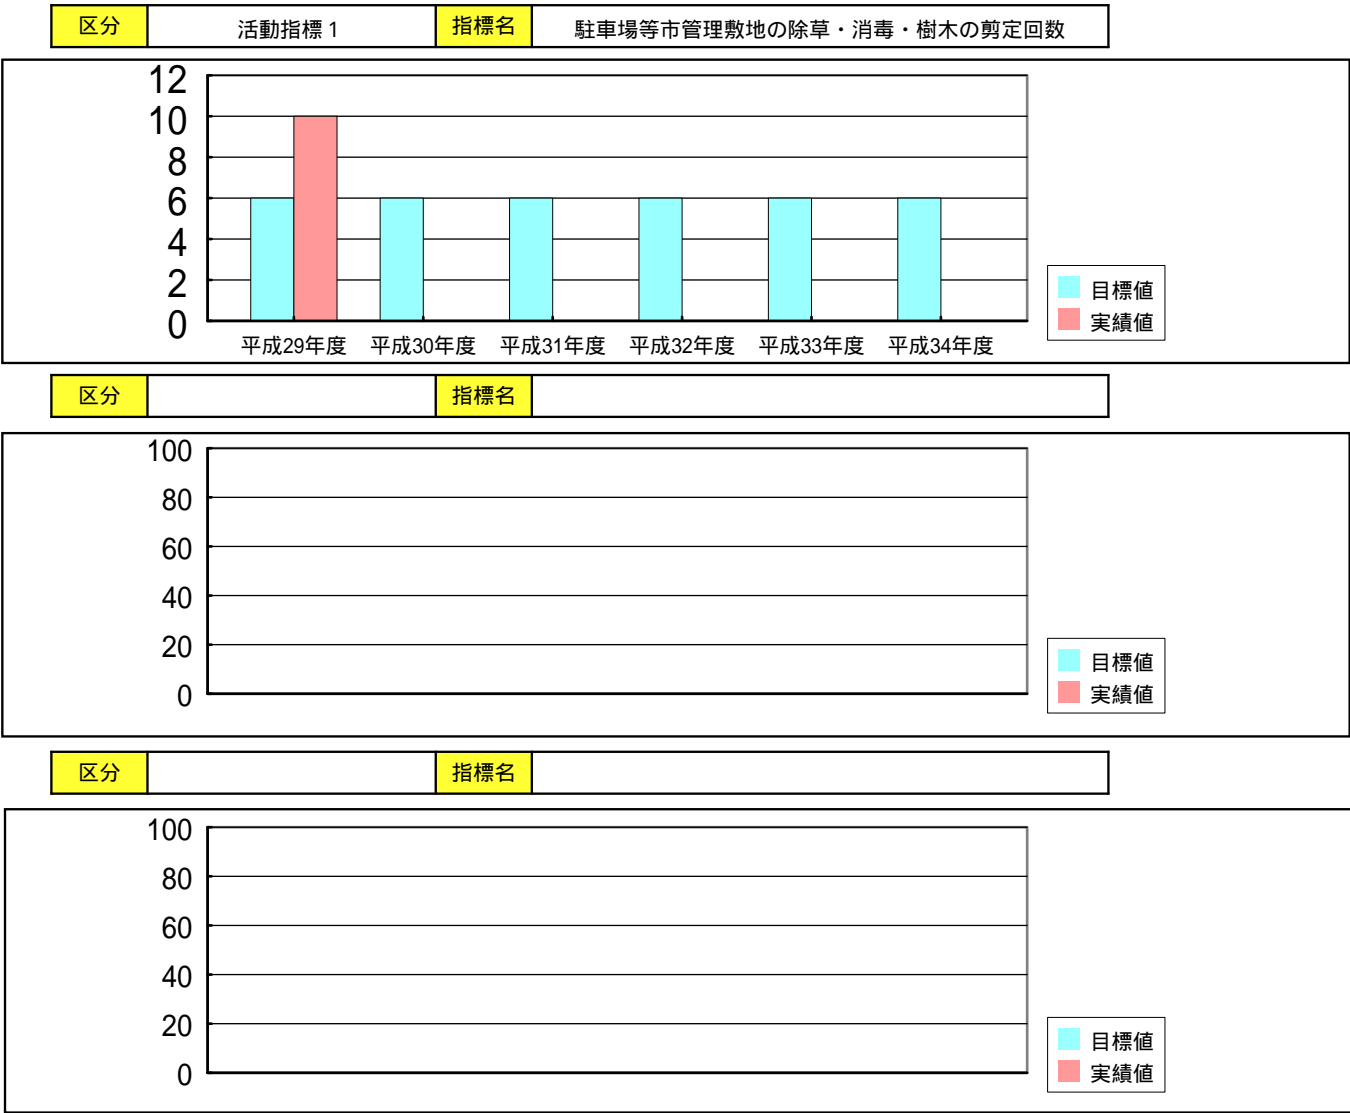 区分 活動指標１ 指標名 駐車場等市管理敷地の除草・消毒・樹木の剪定回数
12
10
8
6
4
2
0
平成29年度 平成30年度 平成31年度 平成32年度 平成33年度 平成34年度
目標値
実績値
区分 指標名
100
80
60
40
20
0
目標値
実績値
区分 指標名
100
80
60
40
20
0
目標値
実績値